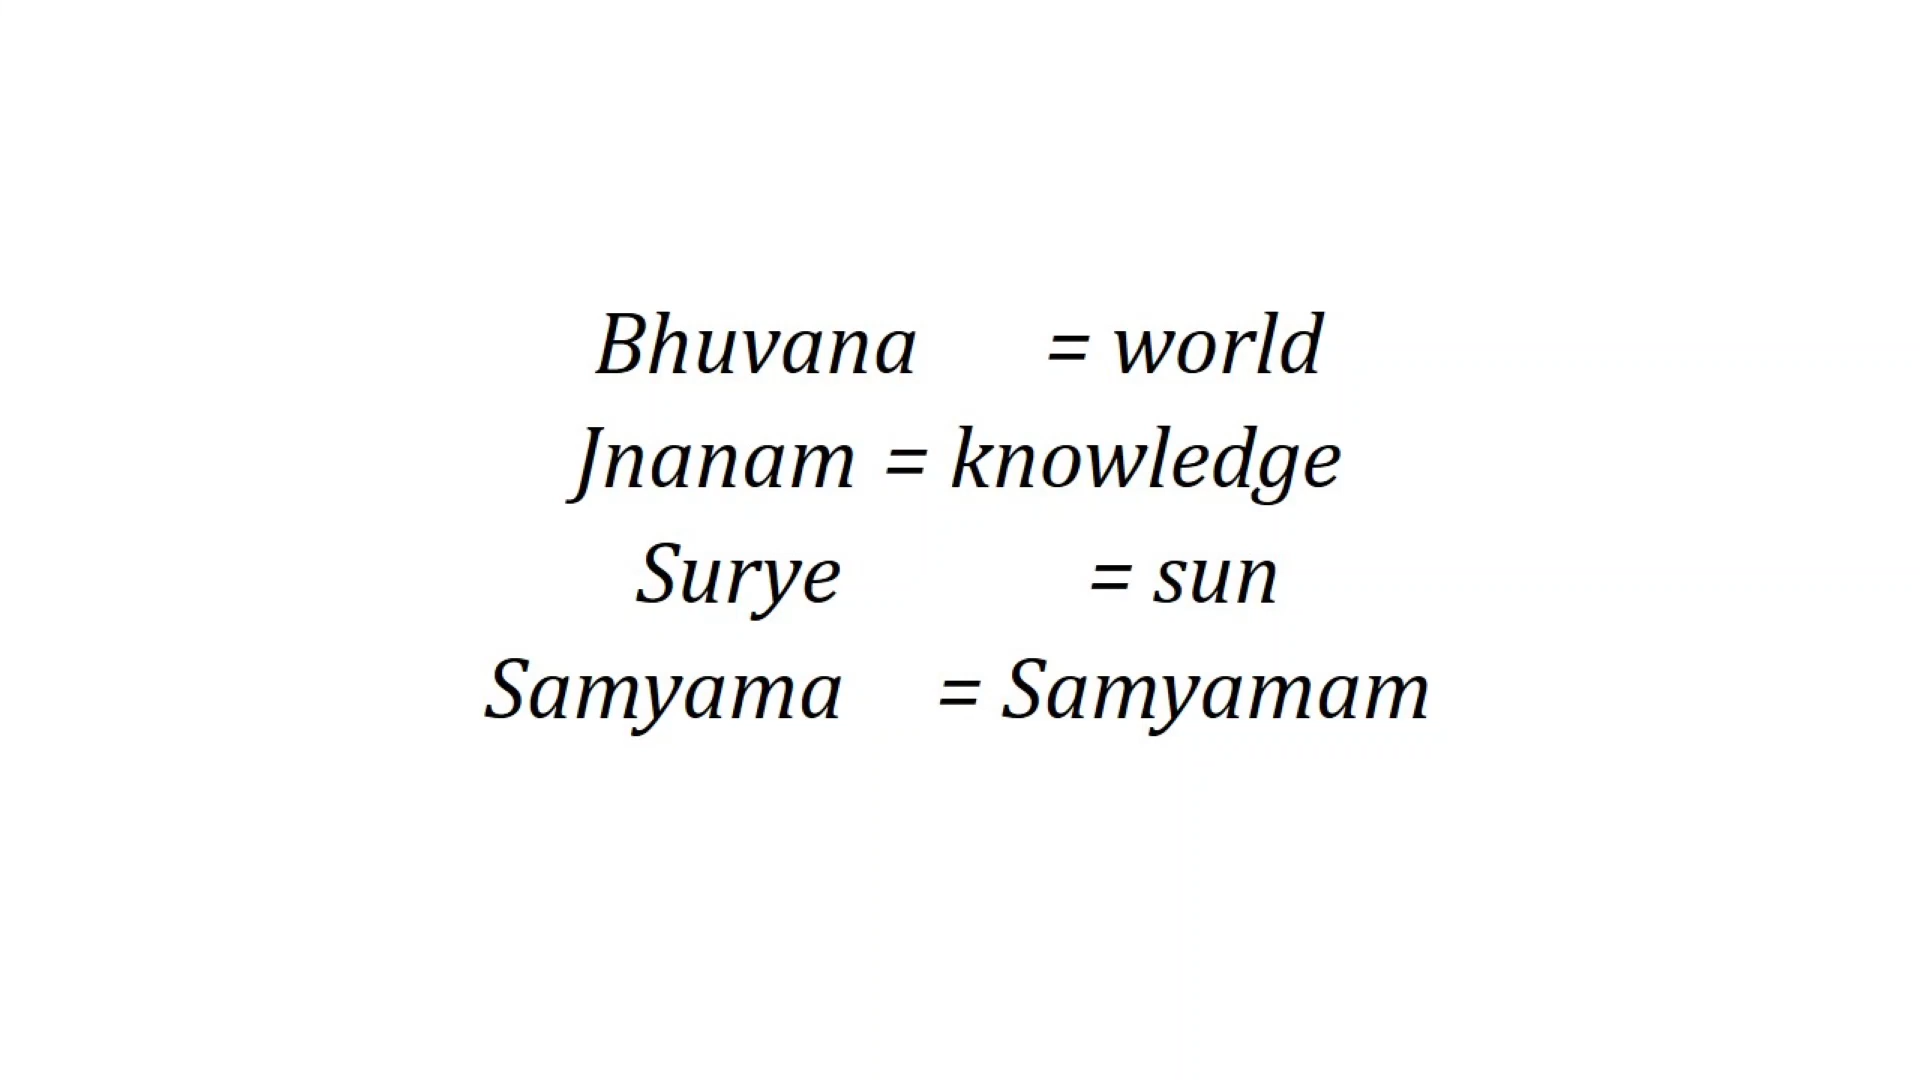 Bhuvana = world
Jnanam = knowledge
Surye = sun
Samyama = Samyamam